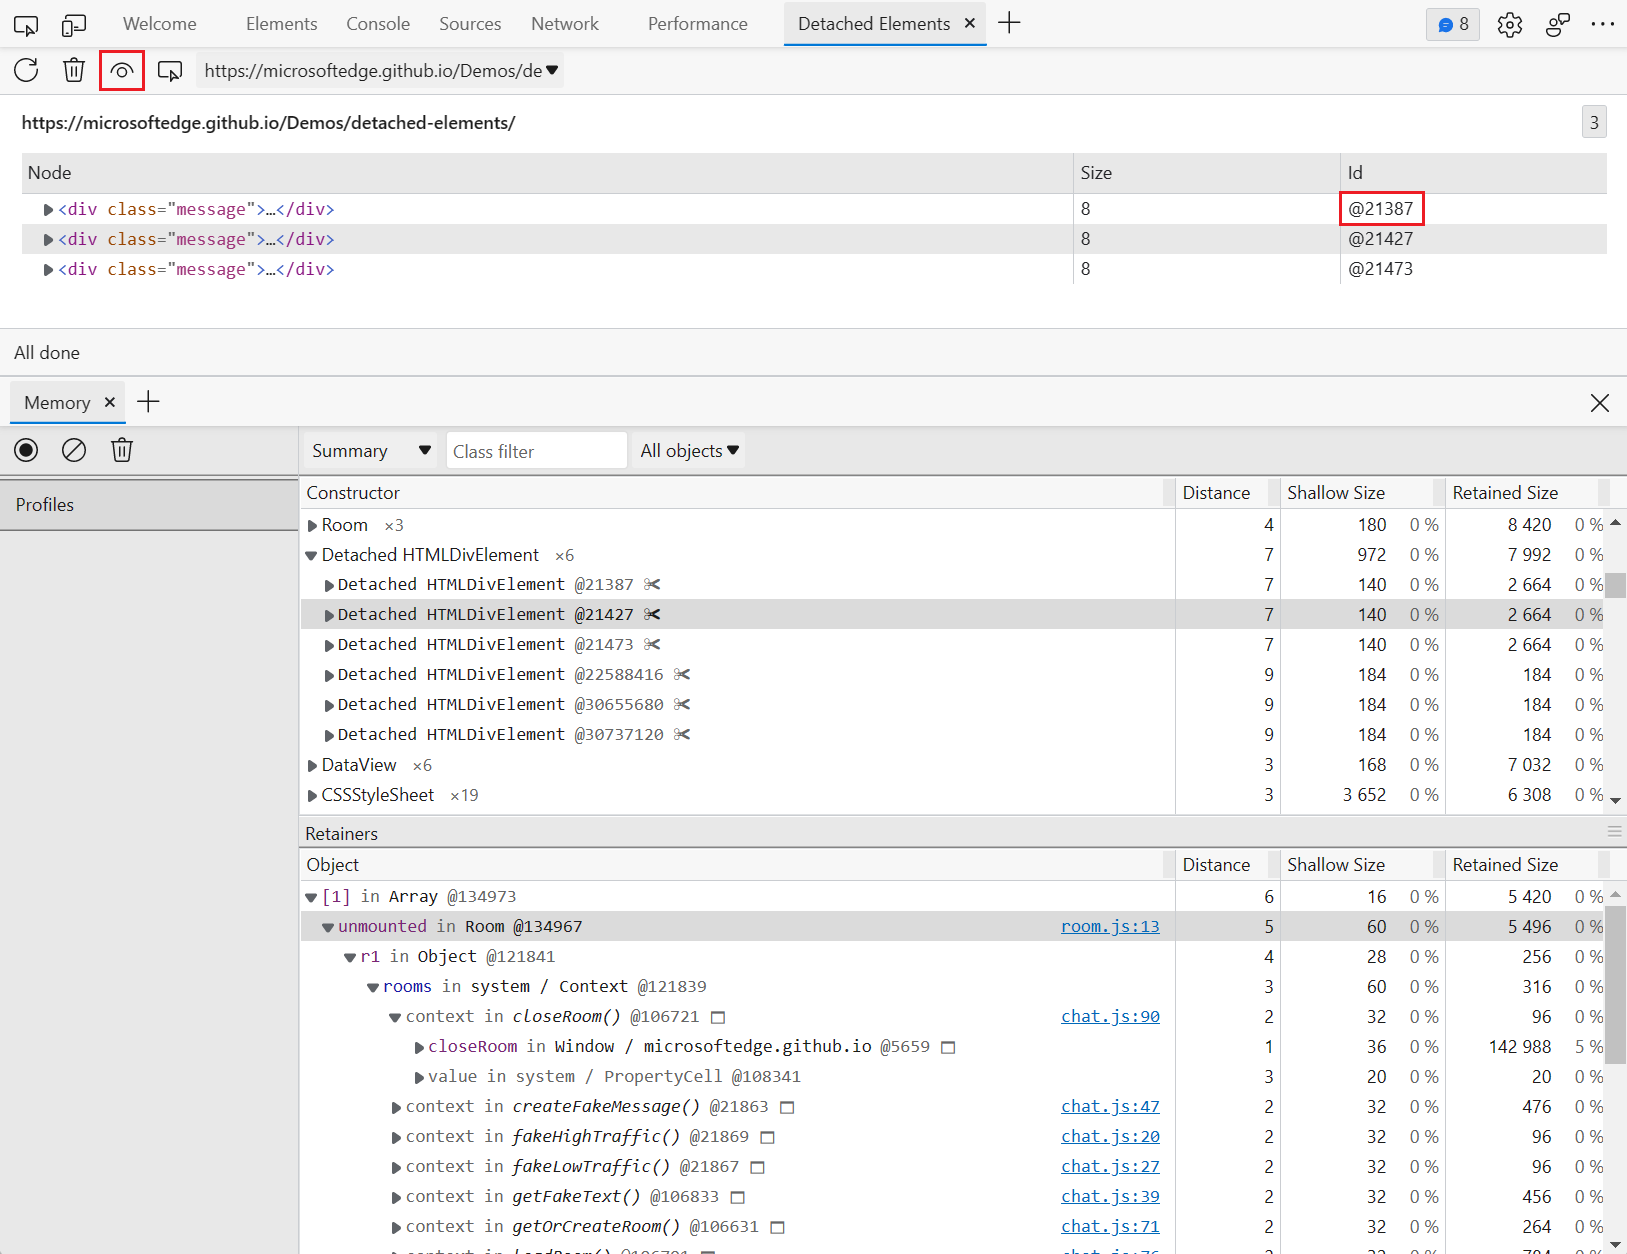 Welcome Elements Console Sources Network Performance Detached Elements × + 8 ...
https://microsoftedge.github.io/Demos/de
https://microsoftedge.github.io/Demos/detached-elements/ 3
Node Size Id
<div class="message">…</div> 8 @21387
<div class="message">…</div> 8 @21427
<div class="message">…</div> 8 @21473
All done
Memory × +
Summary Class filter All objects
Profiles
Constructor Distance Shallow Size Retained Size
Room ×3 4 180 0 % 8 420 0 %
Detached HTMLDivElement ×6 7 972 0 % 7 992 0 %
Detached HTMLDivElement @21387 7 140 0 % 2 664 0 %
Detached HTMLDivElement @21427 7 140 0 % 2 664 0 %
Detached HTMLDivElement @21473 7 140 0 % 2 664 0 %
Detached HTMLDivElement @22588416 9 184 0 % 184 0 %
Detached HTMLDivElement @30655680 9 184 0 % 184 0 %
Detached HTMLDivElement @30737120 9 184 0 % 184 0 %
DataView ×6 3 168 0 % 7 032 0 %
CSSStyleSheet ×19 3 3 652 0 % 6 308 0 %
Retainers
Object Distance Shallow Size Retained Size
[1] in Array @134973 6 16 0 % 5 420 0 %
unmounted in Room @134967 room.js:13 5 60 0 % 5 496 0 %
r1 in Object @121841 4 28 0 % 256 0 %
rooms in system / Context @121839 3 60 0 % 316 0 %
context in closeRoom() @106721 chat.js:90 2 32 0 % 96 0 %
closeRoom in Window / microsoftedge.github.io @5659 1 36 0 % 142 988 5 %
value in system / PropertyCell @108341 3 20 0 % 20 0 %
context in createFakeMessage() @21863 chat.js:47 2 32 0 % 476 0 %
context in fakeHighTraffic() @21869 chat.js:20 2 32 0 % 96 0 %
context in fakeLowTraffic() @21867 chat.js:27 2 32 0 % 96 0 %
context in getFakeText() @106833 chat.js:39 2 32 0 % 456 0 %
context in getOrCreateRoom() @106631 chat.js:71 2 32 0 % 264 0 %